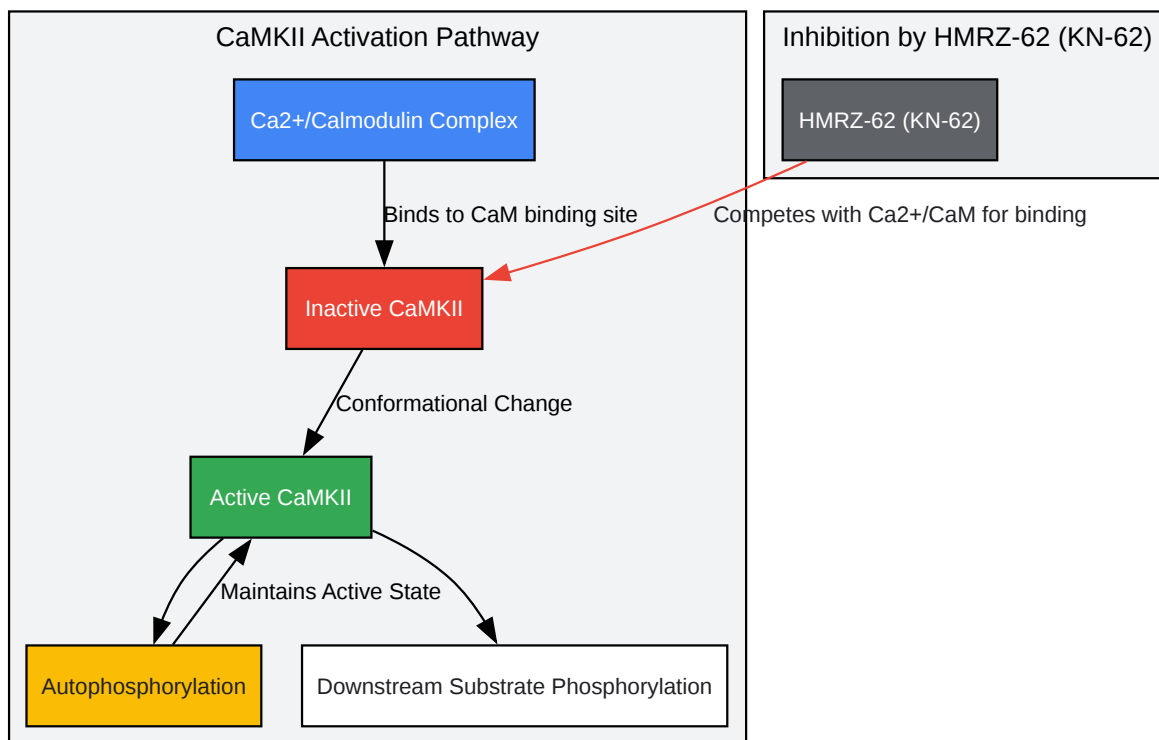 CaMKII Activation Pathway
Inhibition by HMRZ-62 (KN-62)
Ca2+/Calmodulin Complex
HMRZ-62 (KN-62)
Binds to CaM binding site
Competes with Ca2+/CaM for binding
Inactive CaMKII
Conformational Change
Active CaMKII
Maintains Active State
Autophosphorylation
Downstream Substrate Phosphorylation